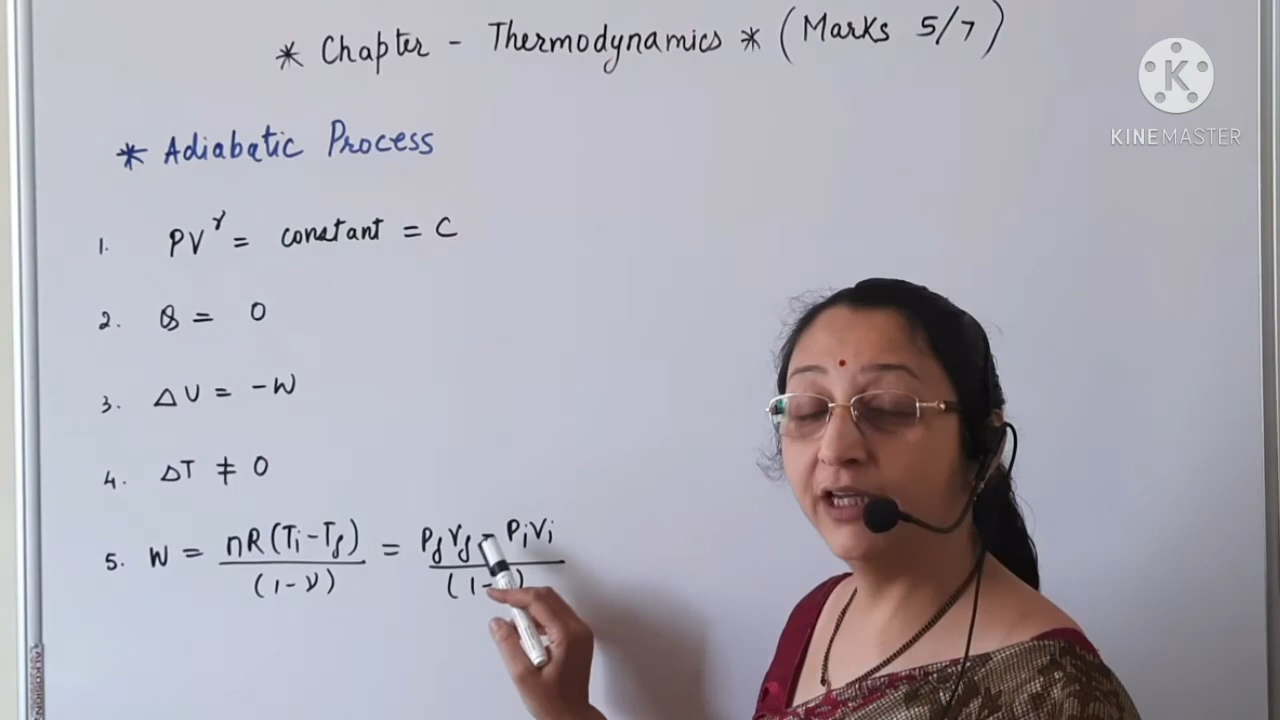 * Chapter - Thermodynamics * (Marks 5/7)
K
KINEMASTER
* Adiabatic Process
1. PV^γ = constant = C
2. Q = 0
3. ΔU = -W
4. ΔT ≠ 0
5. W = nR(Ti-Tf)/(1-γ) = PfVf - PiVi/(1-